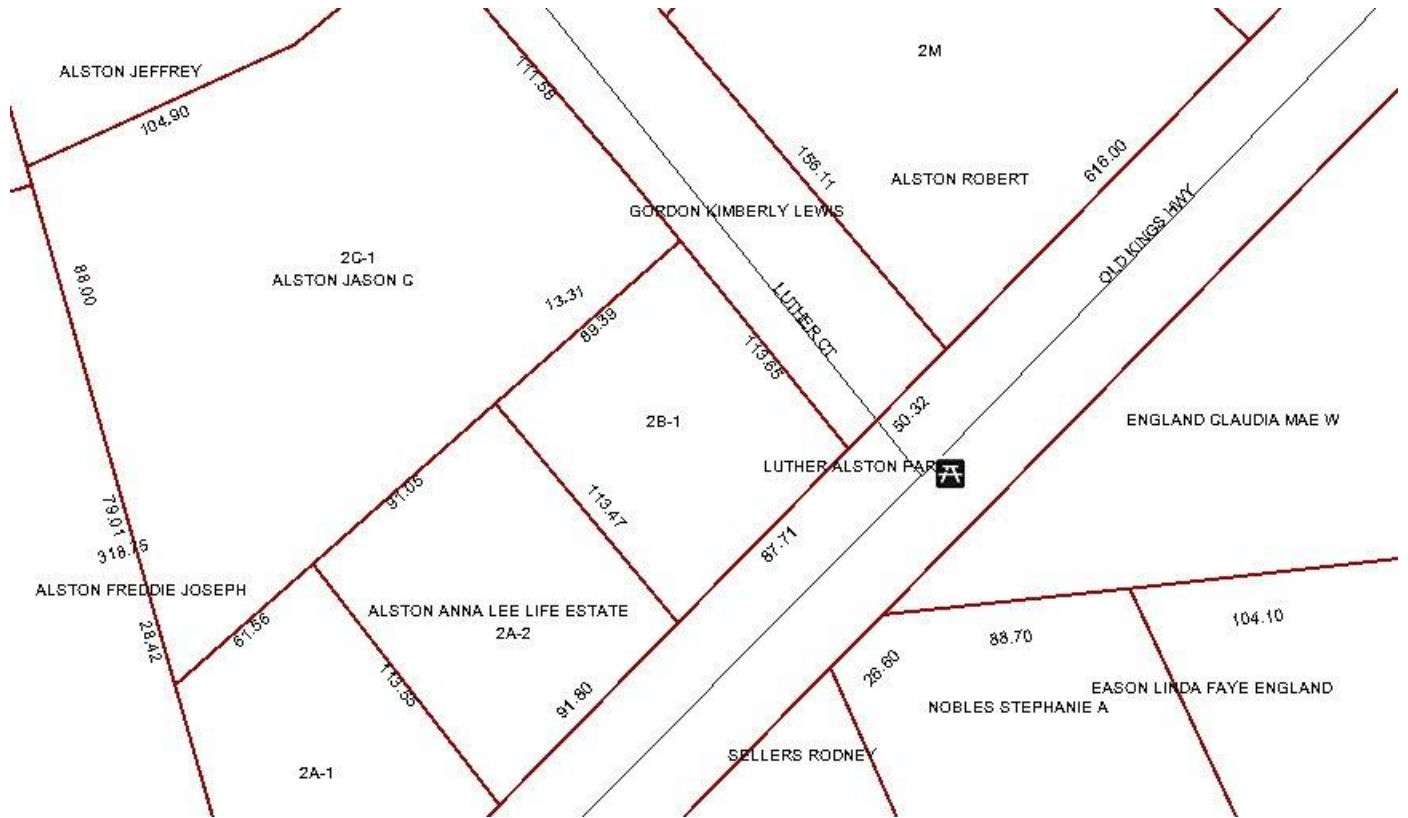 2M
ALSTON JEFFREY
111.58
104.90
156.11
616.00
ALSTON ROBERT
GORDON KIMBERLY LEWIS
OLD KINGS HWY
2C-1
ALSTON JASON C
88.00
13.31
89.39
LUTHER CT
113.65
50.32
2B-1
ENGLAND CLAUDIA MAE W
LUTHER ALSTON PAR
91.05
113.47
79.01
318.75
87.71
ALSTON FREDDIE JOSEPH
ALSTON ANNA LEE LIFE ESTATE
2A-2
61.56
28.42
88.70
104.10
26.60
113.55
91.80
EASON LINDA FAYE ENGLAND
NOBLES STEPHANIE A
SELLERS RODNEY
2A-1